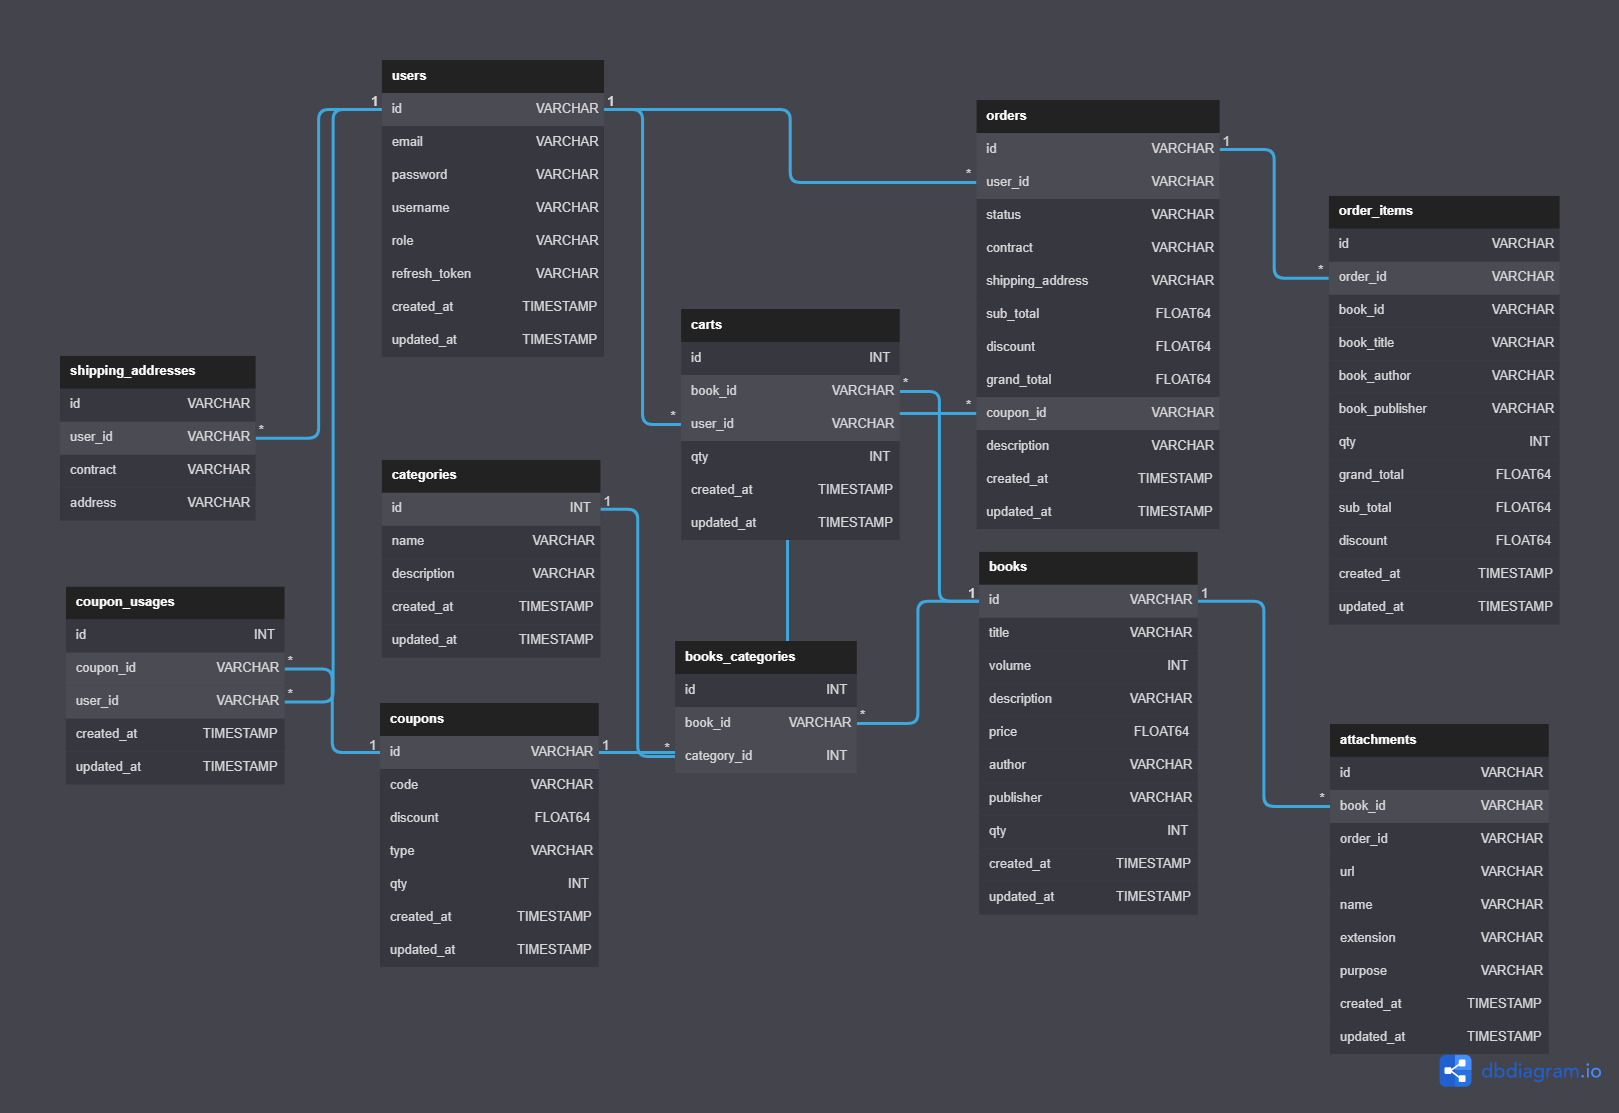 users
1 id VARCHAR 1
email VARCHAR
password VARCHAR
username VARCHAR
role VARCHAR
refresh_token VARCHAR
created_at TIMESTAMP
updated_at TIMESTAMP
orders
id VARCHAR 1
* user_id VARCHAR
status VARCHAR
contract VARCHAR
shipping_address VARCHAR
sub_total FLOAT64
discount FLOAT64
grand_total FLOAT64
* coupon_id VARCHAR
description VARCHAR
created_at TIMESTAMP
updated_at TIMESTAMP
order_items
id VARCHAR
* order_id VARCHAR
book_id VARCHAR
book_title VARCHAR
book_author VARCHAR
book_publisher VARCHAR
qty INT
grand_total FLOAT64
sub_total FLOAT64
discount FLOAT64
created_at TIMESTAMP
updated_at TIMESTAMP
carts
id INT
book_id VARCHAR *
* user_id VARCHAR
qty INT
created_at TIMESTAMP
updated_at TIMESTAMP
shipping_addresses
id VARCHAR
user_id VARCHAR *
contract VARCHAR
address VARCHAR
categories
id INT 1
name VARCHAR
description VARCHAR
created_at TIMESTAMP
updated_at TIMESTAMP
books
1 id VARCHAR 1
title VARCHAR
volume INT
description VARCHAR
price FLOAT64
author VARCHAR
publisher VARCHAR
qty INT
created_at TIMESTAMP
updated_at TIMESTAMP
coupon_usages
id INT
coupon_id VARCHAR *
user_id VARCHAR *
created_at TIMESTAMP
updated_at TIMESTAMP
books_categories
id INT
book_id VARCHAR *
* category_id INT
coupons
1 id VARCHAR 1
code VARCHAR
discount FLOAT64
type VARCHAR
qty INT
created_at TIMESTAMP
updated_at TIMESTAMP
attachments
id VARCHAR
* book_id VARCHAR
order_id VARCHAR
url VARCHAR
name VARCHAR
extension VARCHAR
purpose VARCHAR
created_at TIMESTAMP
updated_at TIMESTAMP
dbdiagram.io